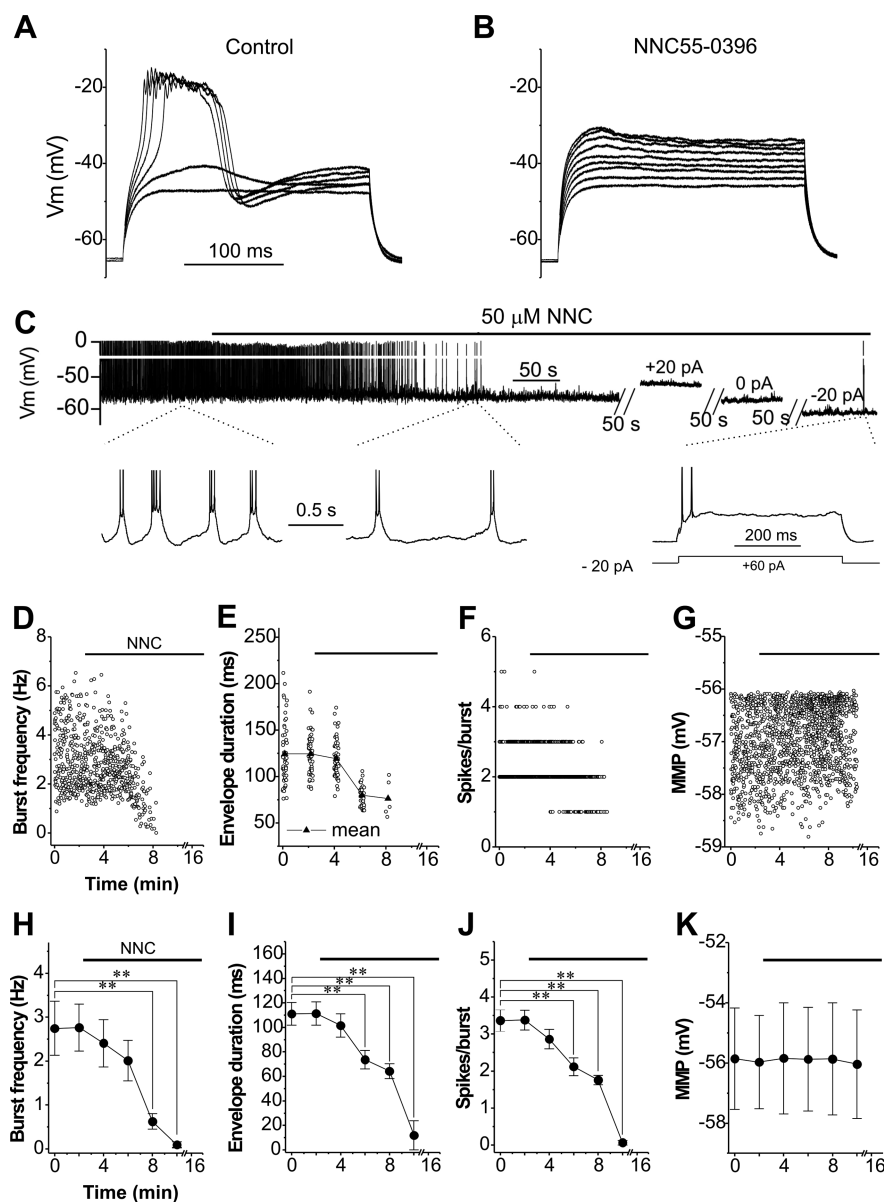 A
Control
B
NNC55-0396
Vm (mV)
-20
-40
-60
100 ms
-20
-40
-60
C
50 μM NNC
Vm (mV)
0
-50
-60
50 s
+20 pA
0 pA
-20 pA
50 s
50 s
0.5 s
200 ms
- 20 pA
+60 pA
D
NNC
Burst frequency (Hz)
8
6
4
2
0
0 4 8 16
Time (min)
E
Envelope duration (ms)
250
200
150
100
50
mean
0 4 8 16
F
Spikes/burst
6
4
2
0
0 4 8 16
G
MMP (mV)
-55
-56
-57
-58
-59
0 4 8 16
H
NNC
Burst frequency (Hz)
4
3
2
1
0
**
**
0 4 8 16
Time (min)
I
Envelope duration (ms)
160
140
120
100
80
60
40
20
0
**
**
**
0 4 8 16
J
Spikes/burst
5
4
3
2
1
0
**
**
**
0 4 8 16
K
MMP (mV)
-52
-54
-56
-58
0 4 8 16